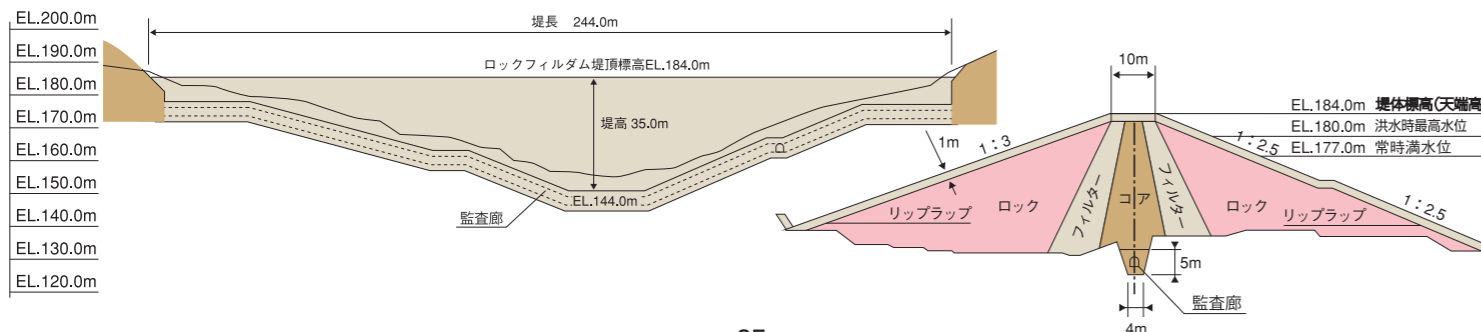 EL.200.0m
EL.190.0m
EL.180.0m
EL.170.0m
EL.160.0m
EL.150.0m
EL.140.0m
EL.130.0m
EL.120.0m
堤長 244.0m
ロックフィルダム堤頂標高EL.184.0m
堤高 35.0m
EL.144.0m
監査廊
10m
EL.184.0m 堤体標高(天端高
EL.180.0m 洪水時最高水位
EL.177.0m 常時満水位
1m
1:3
1:2.5
1:2.5
リップラップ
ロック
フィルター
コア
フィルター
ロック
リップラップ
5m
監査廊
4m